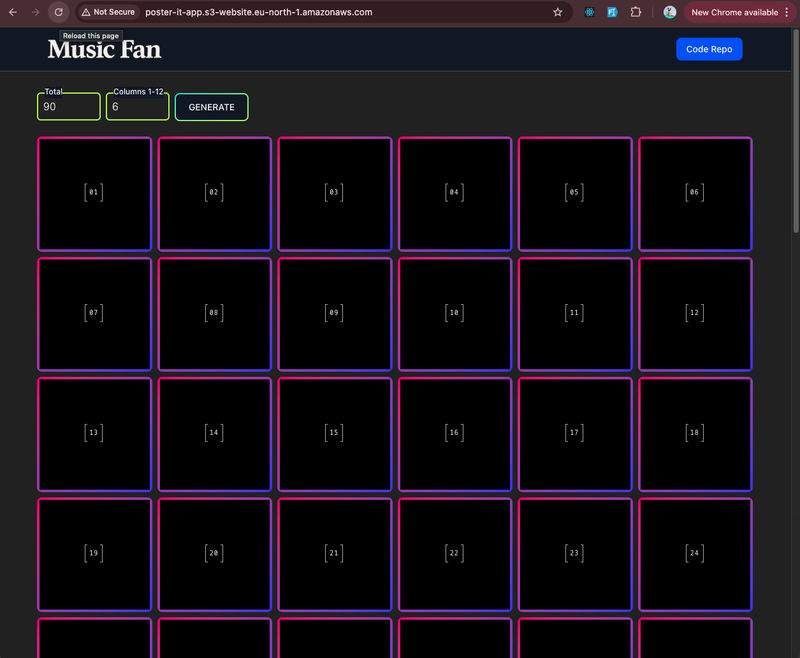 Not Secure poster-it-app.s3-website.eu-north-1.amazonaws.com New Chrome available
Reload this page
Music Fan Code Repo
Total Columns 1-12
90 6 GENERATE
[01] [02] [03] [04] [05] [06]
[07] [08] [09] [10] [11] [12]
[13] [14] [15] [16] [17] [18]
[19] [20] [21] [22] [23] [24]